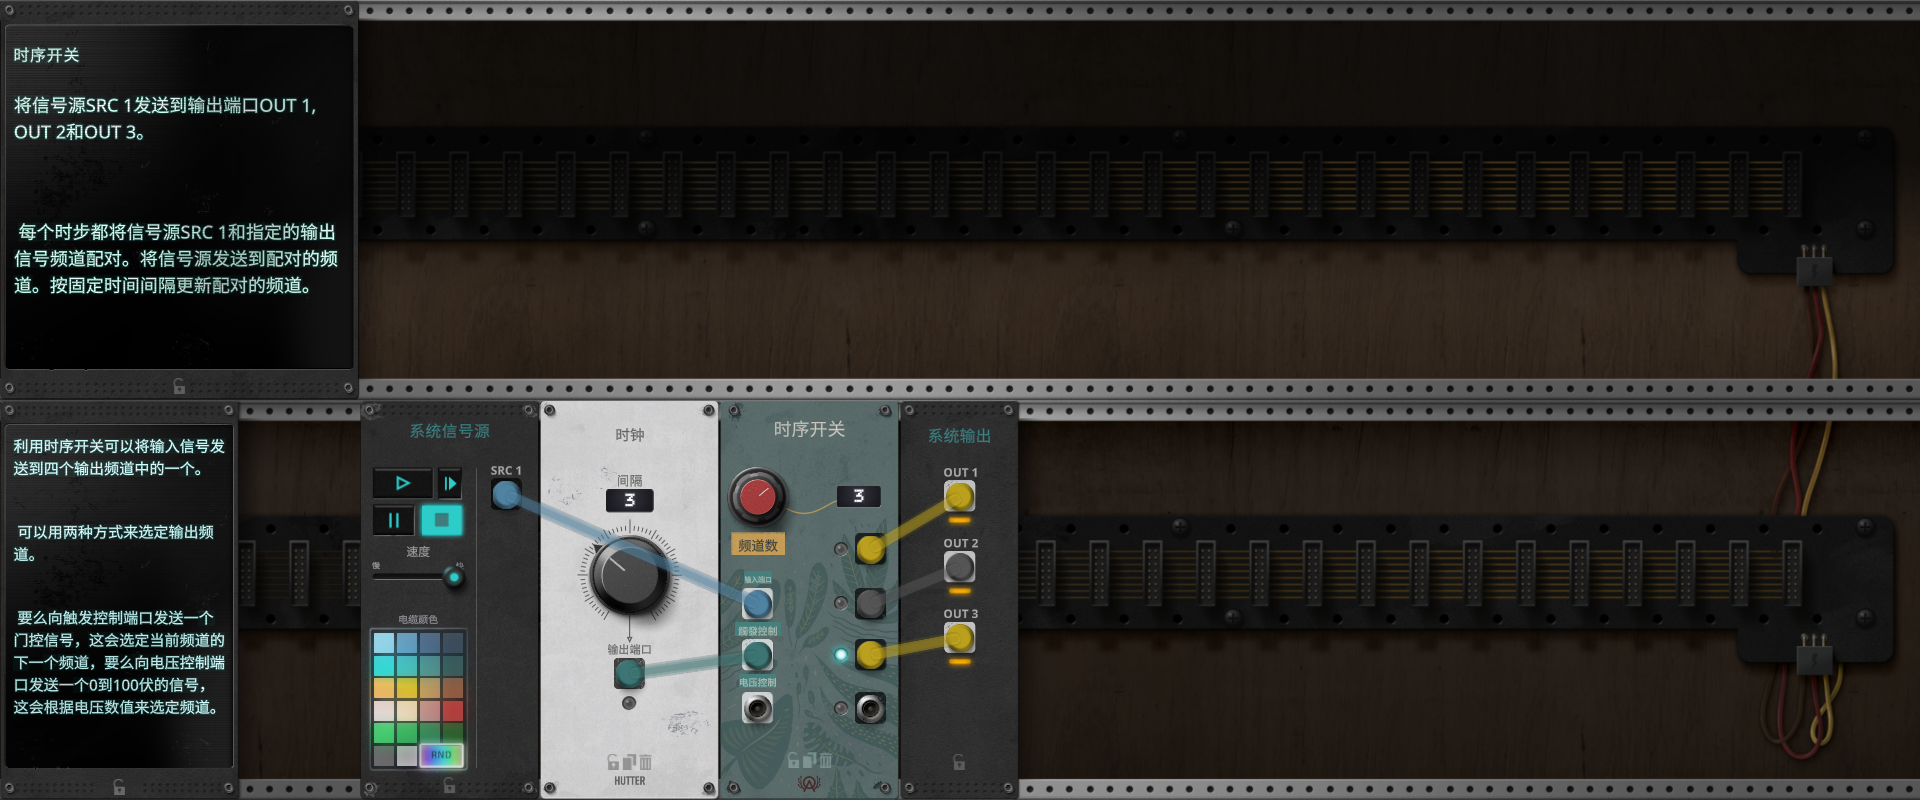 时序开关
将信号源SRC 1发送到输出端口OUT 1,
OUT 2和OUT 3。
每个时步都将信号源SRC 1和指定的输出
信号频道配对。将信号源发送到配对的频
道。按固定时间间隔更新配对的频道。
利用时序开关可以将输入信号发
送到四个输出频道中的一个。
可以用两种方式来选定输出频
道。
要么向触发控制端口发送一个
门控信号，这会选定当前频道的
下一个频道，要么向电压控制端
口发送一个0到100伏的信号，
这会根据电压数值来选定频道。
系统信号源
SRC 1
速度
慢
快
电缆颜色
RND
时钟
间隔
3
输出端口
HUTTER
时序开关
3
频道数
输入端口
觸發控制
电压控制
系统输出
OUT 1
OUT 2
OUT 3